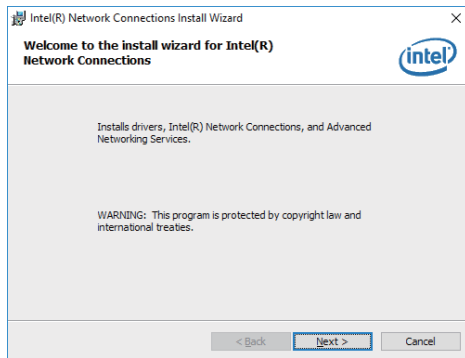 Intel(R) Network Connections Install Wizard
Welcome to the install wizard for Intel(R)
Network Connections
intel
Installs drivers, Intel(R) Network Connections, and Advanced
Networking Services.
WARNING: This program is protected by copyright law and
international treaties.
< Back
Next >
Cancel